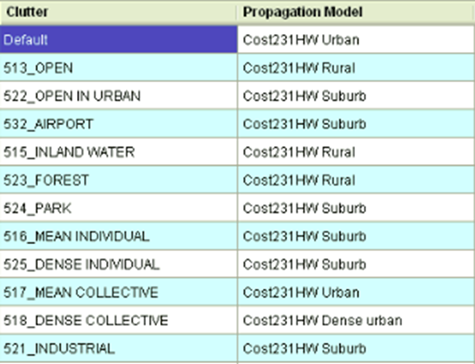 Clutter Propagation Model
Default Cost231HW Urban
513_OPEN Cost231HW Rural
522_OPEN IN URBAN Cost231HW Suburb
532_AIRPORT Cost231HW Suburb
515_INLAND WATER Cost231HW Rural
523_FOREST Cost231HW Rural
524_PARK Cost231HW Suburb
516_MEAN INDIVIDUAL Cost231HW Suburb
525_DENSE INDIVIDUAL Cost231HW Suburb
517_MEAN COLLECTIVE Cost231HW Urban
518_DENSE COLLECTIVE Cost231HW Dense urban
521_INDUSTRIAL Cost231HW Suburb